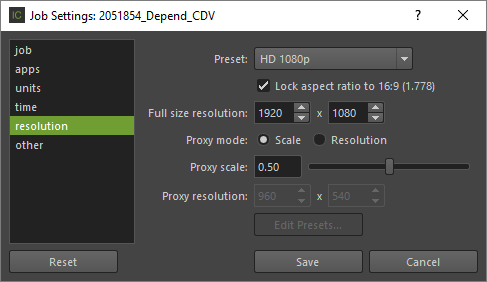 IC Job Settings: 2051854_Depend_CDV ?
job
apps
units
time
resolution
other
Preset: HD 1080p
Lock aspect ratio to 16:9 (1.778)
Full size resolution: 1920 x 1080
Proxy mode: Scale Resolution
Proxy scale: 0.50
Proxy resolution: 960 x 540
Edit Presets...
Reset Save Cancel